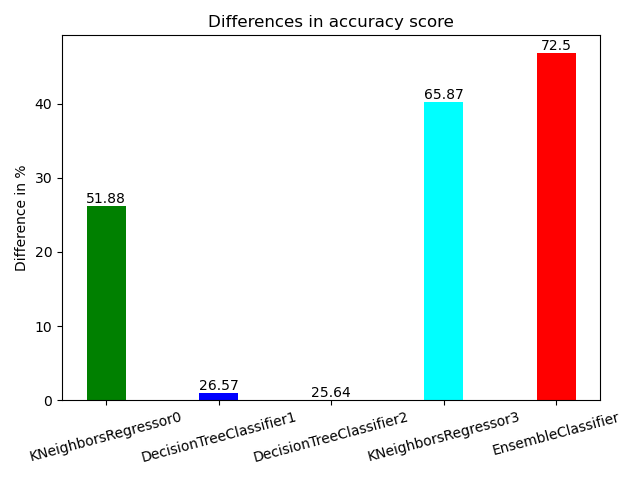 Differences in accuracy score
72.5
65.87
51.88
26.57
25.64
40
30
20
10
0
Difference in %
KNeighborsRegressor0
DecisionTreeClassifier1
DecisionTreeClassifier2
KNeighborsRegressor3
EnsembleClassifier